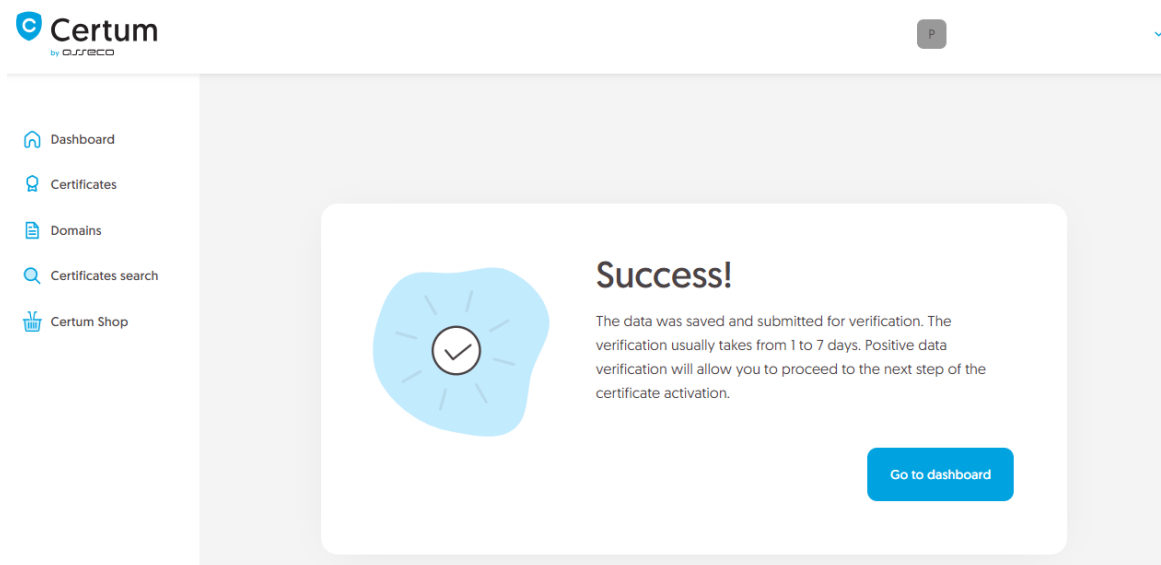 Certum
by asseco
P
Dashboard
Certificates
Domains
Certificates search
Certum Shop
Success!
The data was saved and submitted for verification. The
verification usually takes from 1 to 7 days. Positive data
verification will allow you to proceed to the next step of the
certificate activation.
Go to dashboard